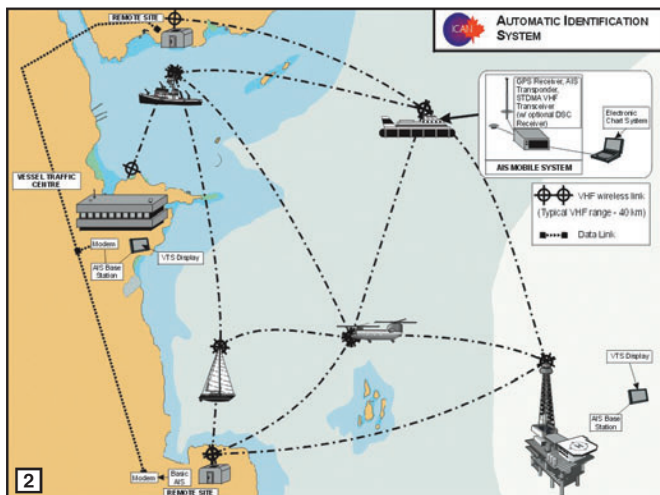 REMOTE SITE
ICAN
AUTOMATIC IDENTIFICATION
SYSTEM
GPS Receiver, AIS
Transponder,
STDMA VHF
Transceiver
(w/ optional DSC
Receiver)
Electronic
Chart System
AIS MOBILE SYSTEM
VHF wireless link
(Typical VHF range - 40 km)
Data Link
VESSEL TRAFFIC
CENTRE
Modem
AIS Base
Station
VTS Display
VTS Display
AIS Base
Station
2
Modem
Basic
AIS
REMOTE SITE